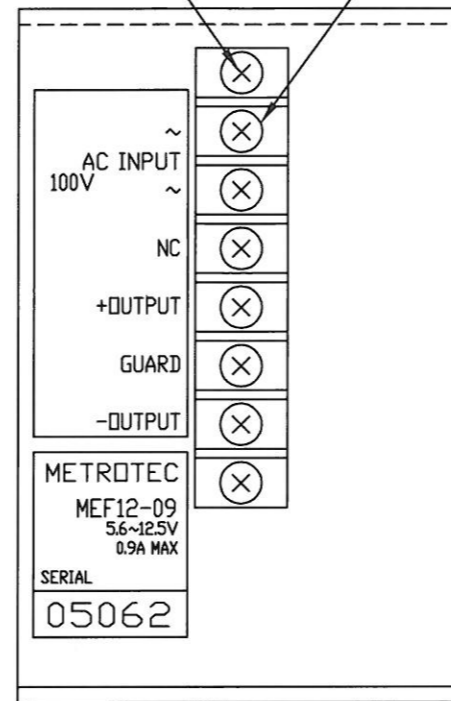 ~
AC INPUT
100V
~
NC
+OUTPUT
GUARD
-OUTPUT
METROTEC
MEF12-09
5.6~12.5V
0.9A MAX
SERIAL
05062